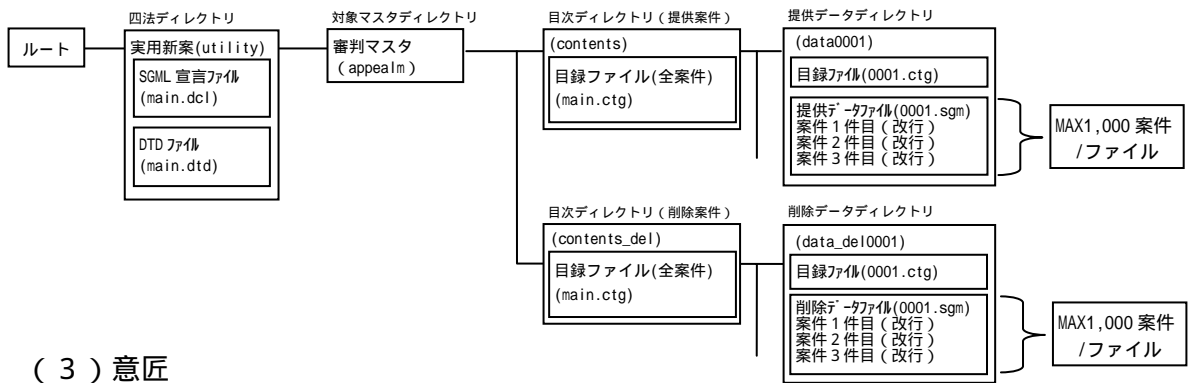 四法ディレクトリ
対象マスタディレクトリ
目次ディレクトリ(提供案件)
提供データディレクトリ
ルート
実用新案(utility)
SGML 宣言ファイル
(main.dcl)
DTD ファイル
(main.dtd)
審判マスタ
(appealm)
(contents)
目録ファイル(全案件)
(main.ctg)
(data0001)
目録ファイル(0001.ctg)
提供データファイル(0001.sgm)
案件1件目(改行)
案件2件目(改行)
案件3件目(改行)
MAX1,000 案件
/ファイル
目次ディレクトリ(削除案件)
削除データディレクトリ
(contents_del)
目録ファイル(全案件)
(main.ctg)
(data_del0001)
目録ファイル(0001.ctg)
削除データファイル(0001.sgm)
案件1件目(改行)
案件2件目(改行)
案件3件目(改行)
MAX1,000 案件
/ファイル
(3)意匠